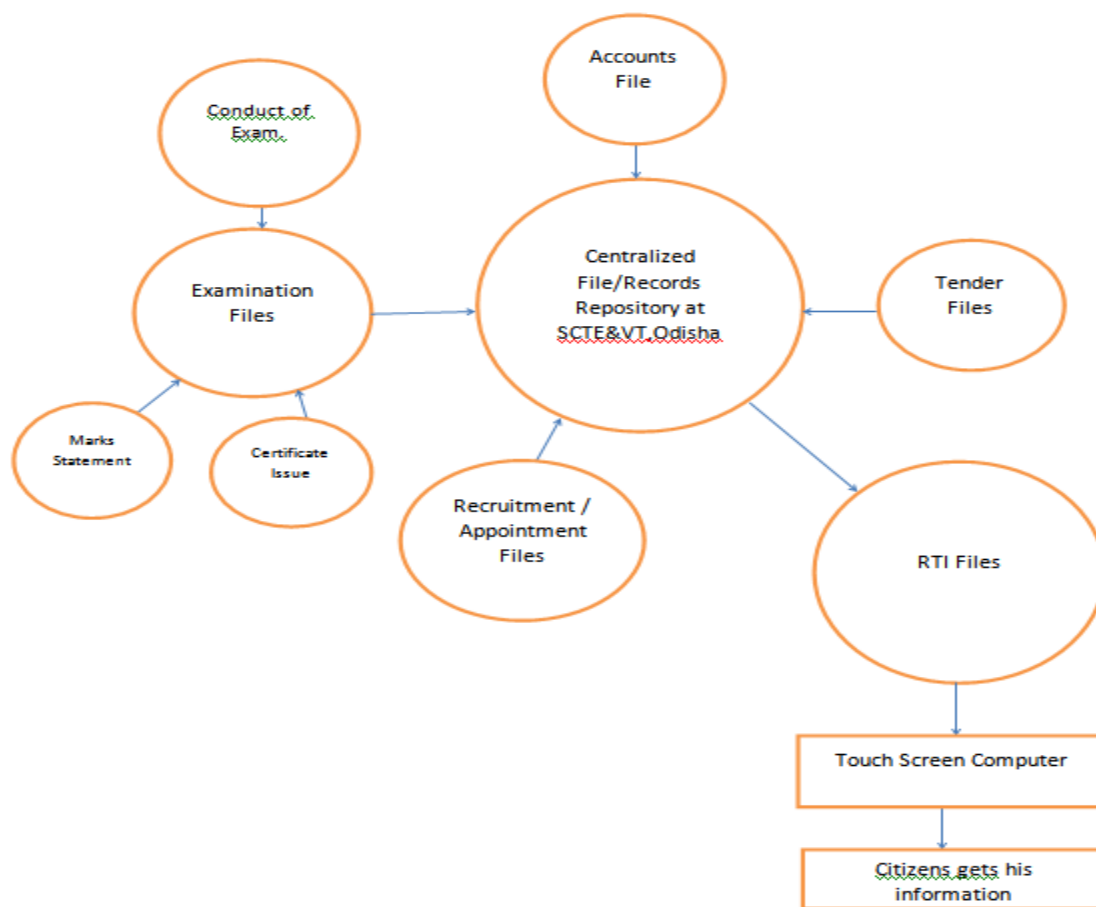 Accounts
File
Conduct of
Exam.
Centralized
File/Records
Repository at
SCTE&VT,Odisha
Tender
Files
Examination
Files
Marks
Statement
Certificate
Issue
Recruitment /
Appointment
Files
RTI Files
Touch Screen Computer
Citizens gets his
information